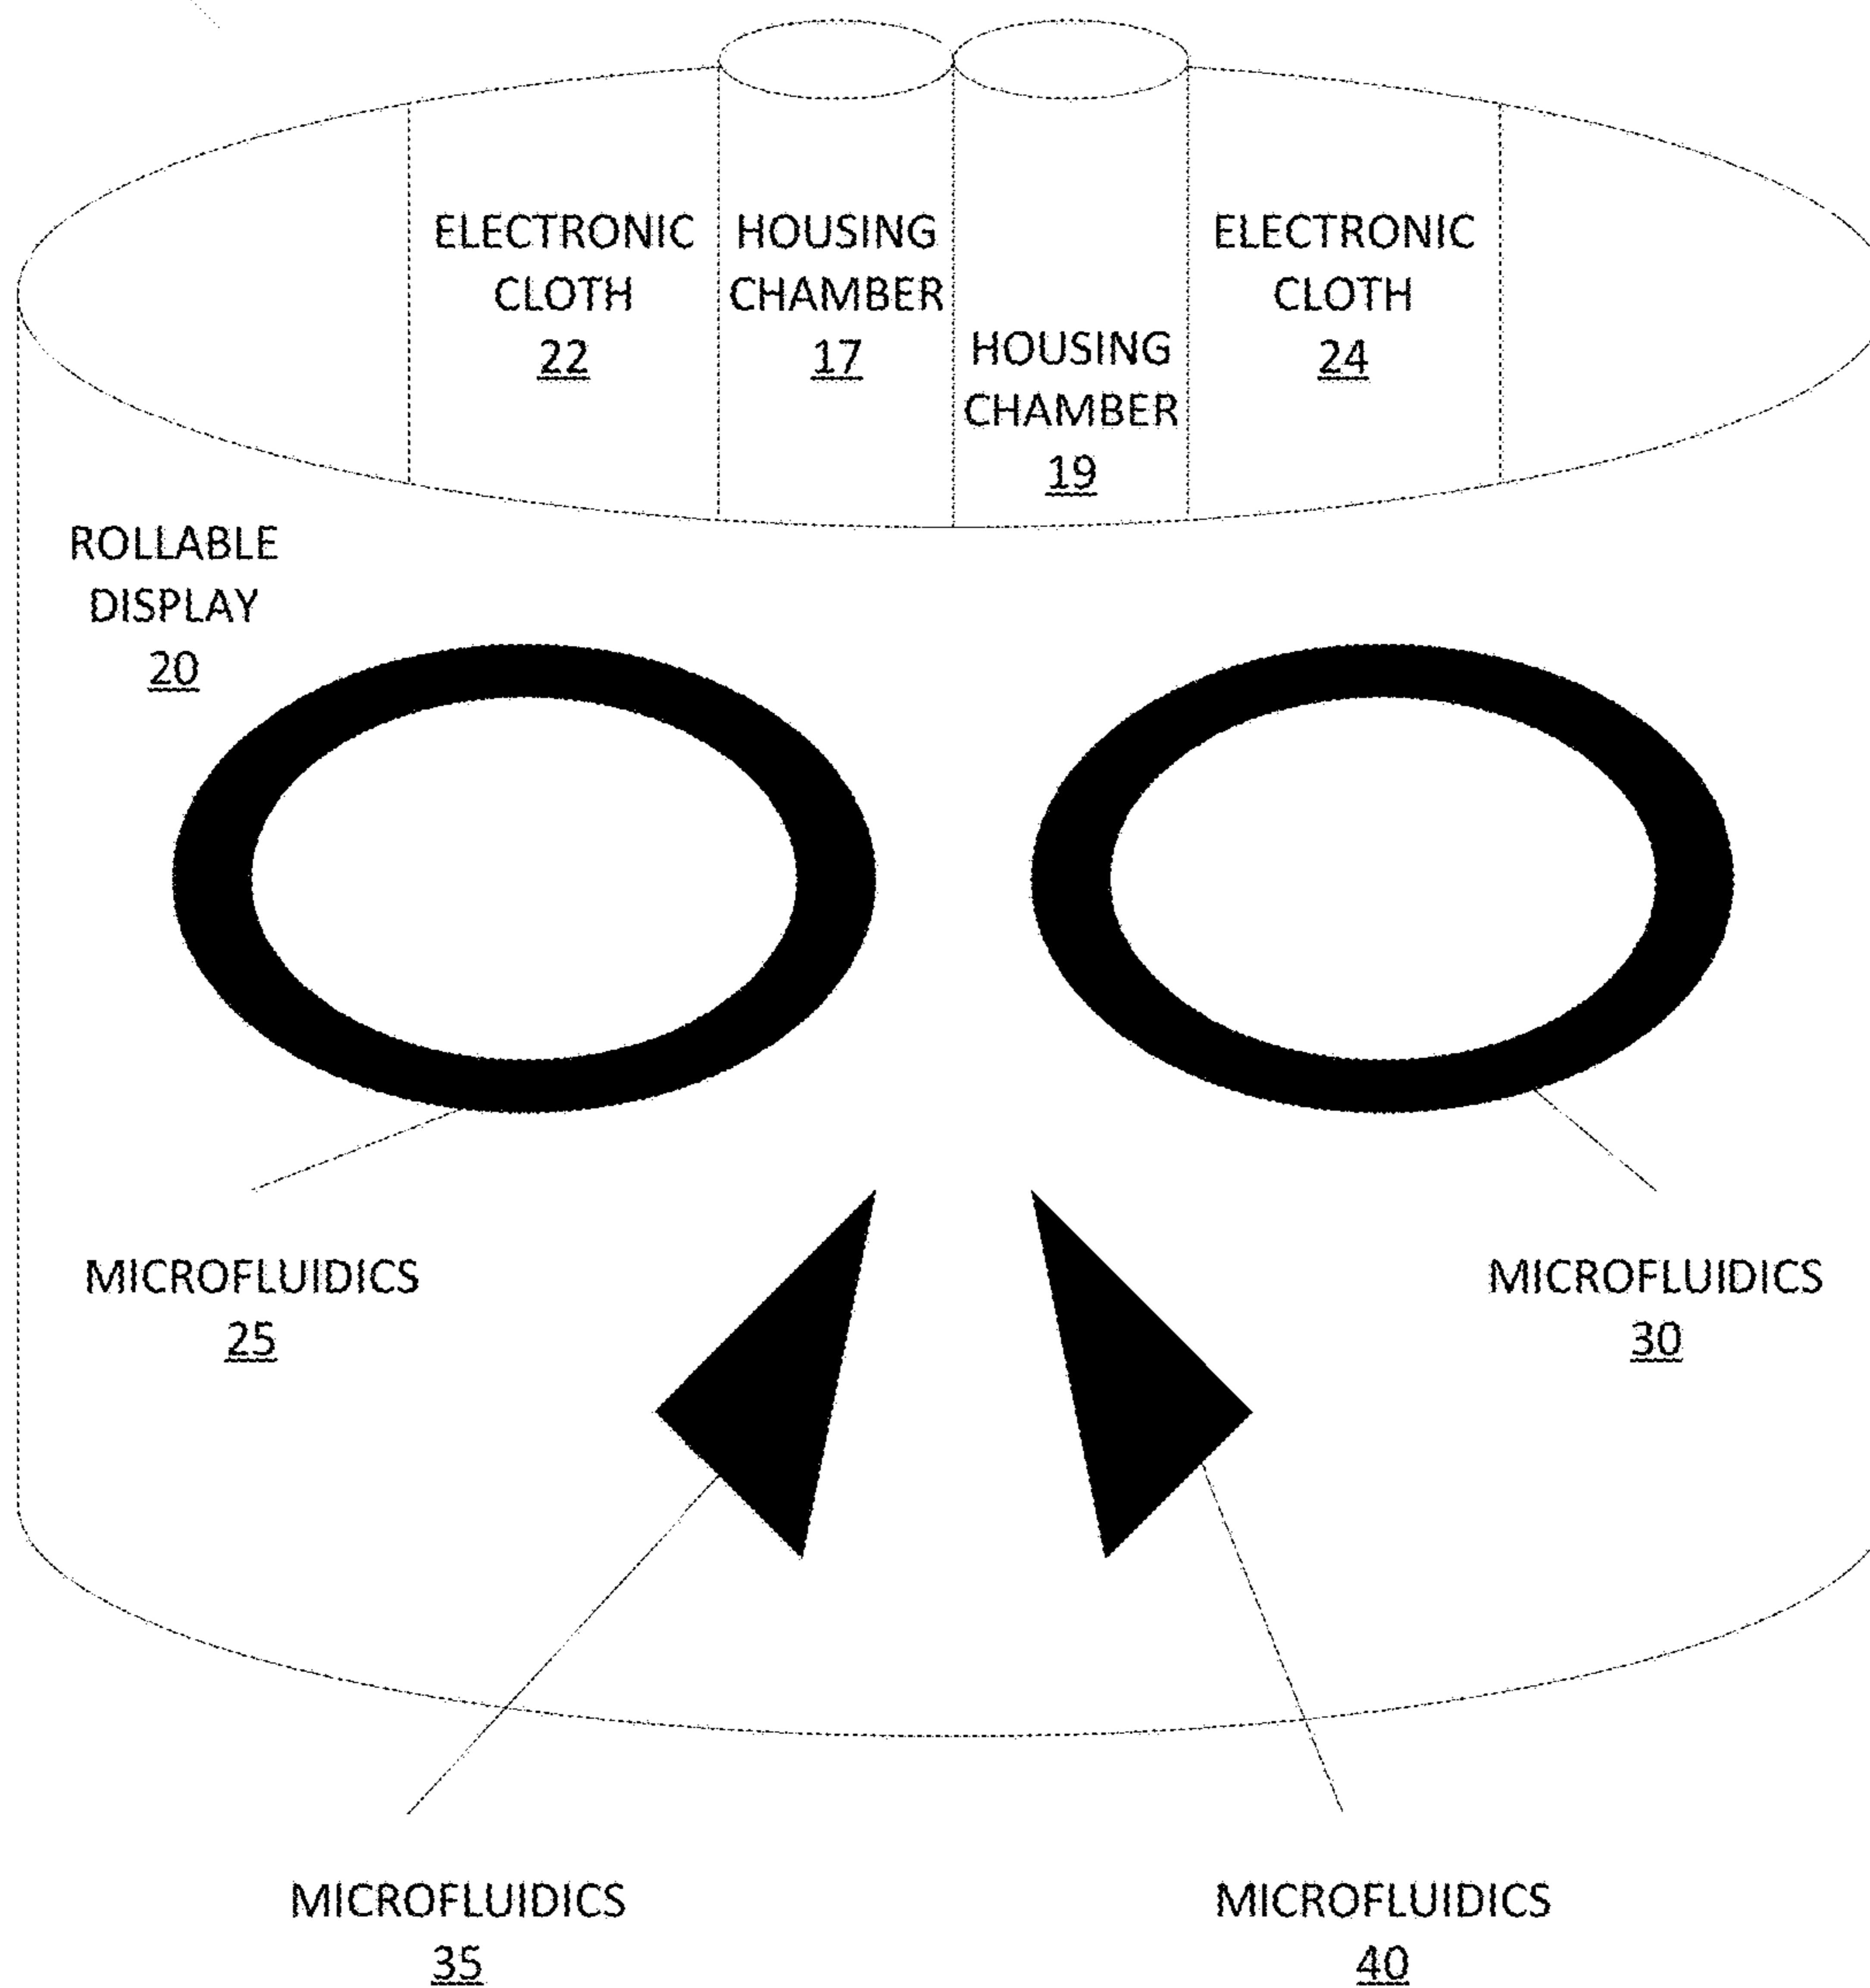 ELECTRONIC
CLOTH
22
HOUSING
CHAMBER
17
HOUSING
CHAMBER
19
ELECTRONIC
CLOTH
24
ROLLABLE
DISPLAY
20
MICROFLUIDICS
25
MICROFLUIDICS
30
MICROFLUIDICS
35
MICROFLUIDICS
40